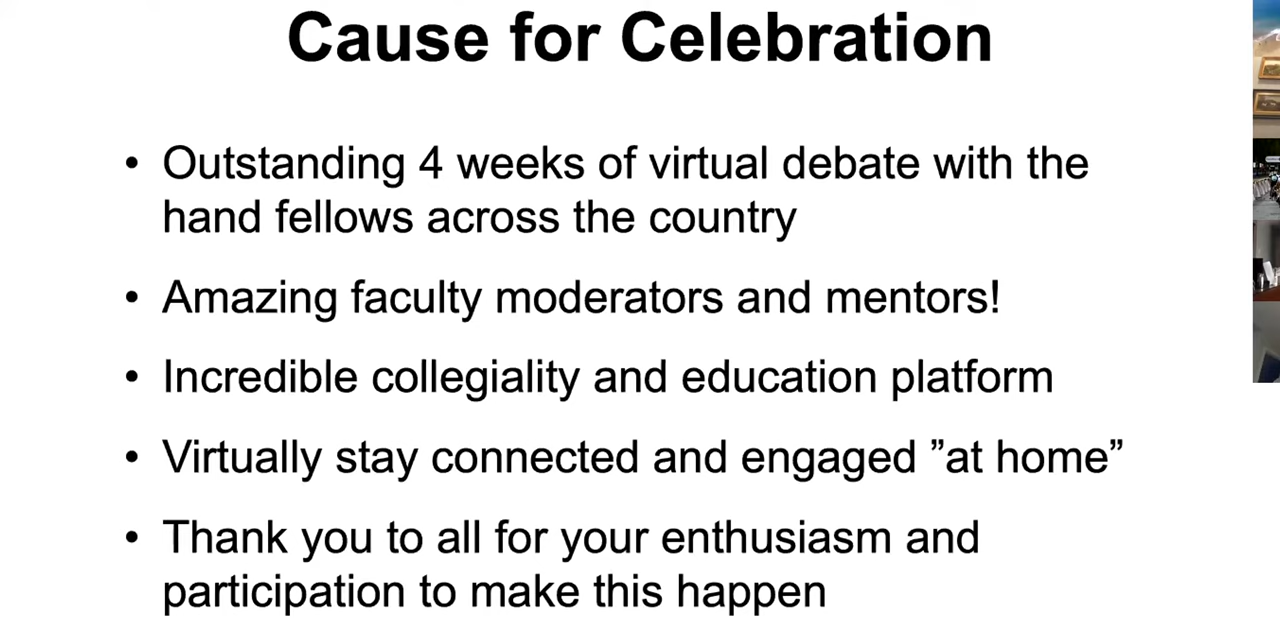 Cause for Celebration
• Outstanding 4 weeks of virtual debate with the
hand fellows across the country
• Amazing faculty moderators and mentors!
• Incredible collegiality and education platform
• Virtually stay connected and engaged ”at home”
• Thank you to all for your enthusiasm and
participation to make this happen